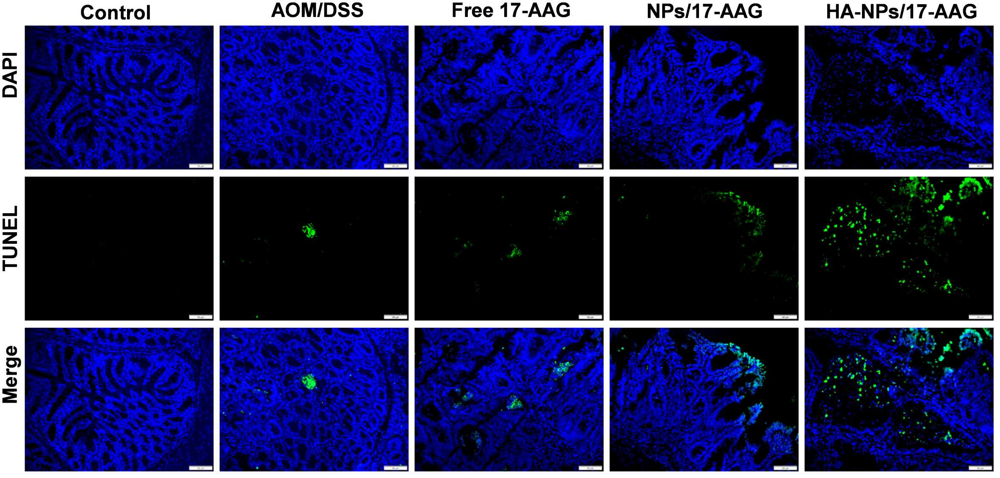 Control
AOM/DSS
Free 17-AAG
NPs/17-AAG
HA-NPs/17-AAG
DAPI
TUNEL
Merge